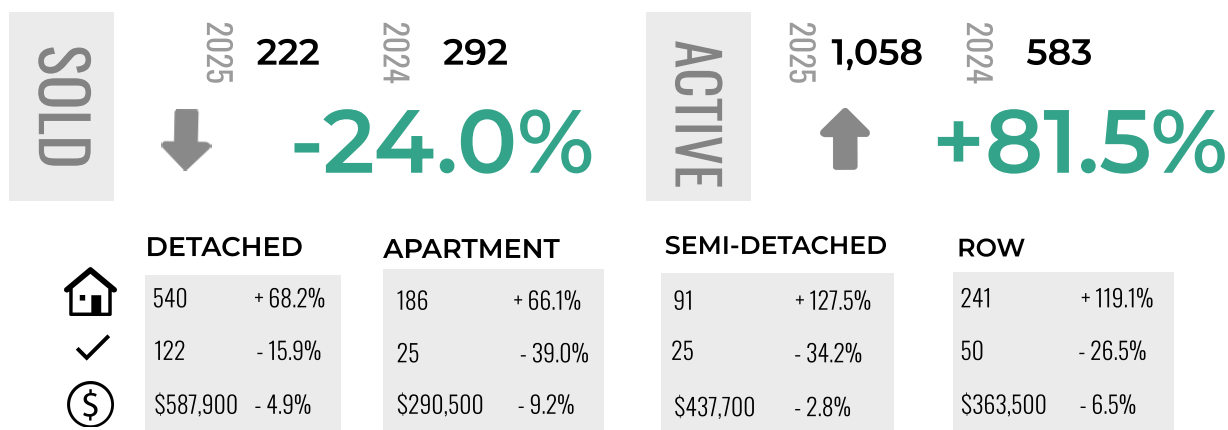 SOLD
2025 222 2024 292
-24.0%
ACTIVE
2025 1,058 2024 583
+81.5%
DETACHED
540 + 68.2%
122 - 15.9%
$587,900 - 4.9%
APARTMENT
186 + 66.1%
25 - 39.0%
$290,500 - 9.2%
SEMI-DETACHED
91 + 127.5%
25 - 34.2%
$437,700 - 2.8%
ROW
241 + 119.1%
50 - 26.5%
$363,500 - 6.5%
$